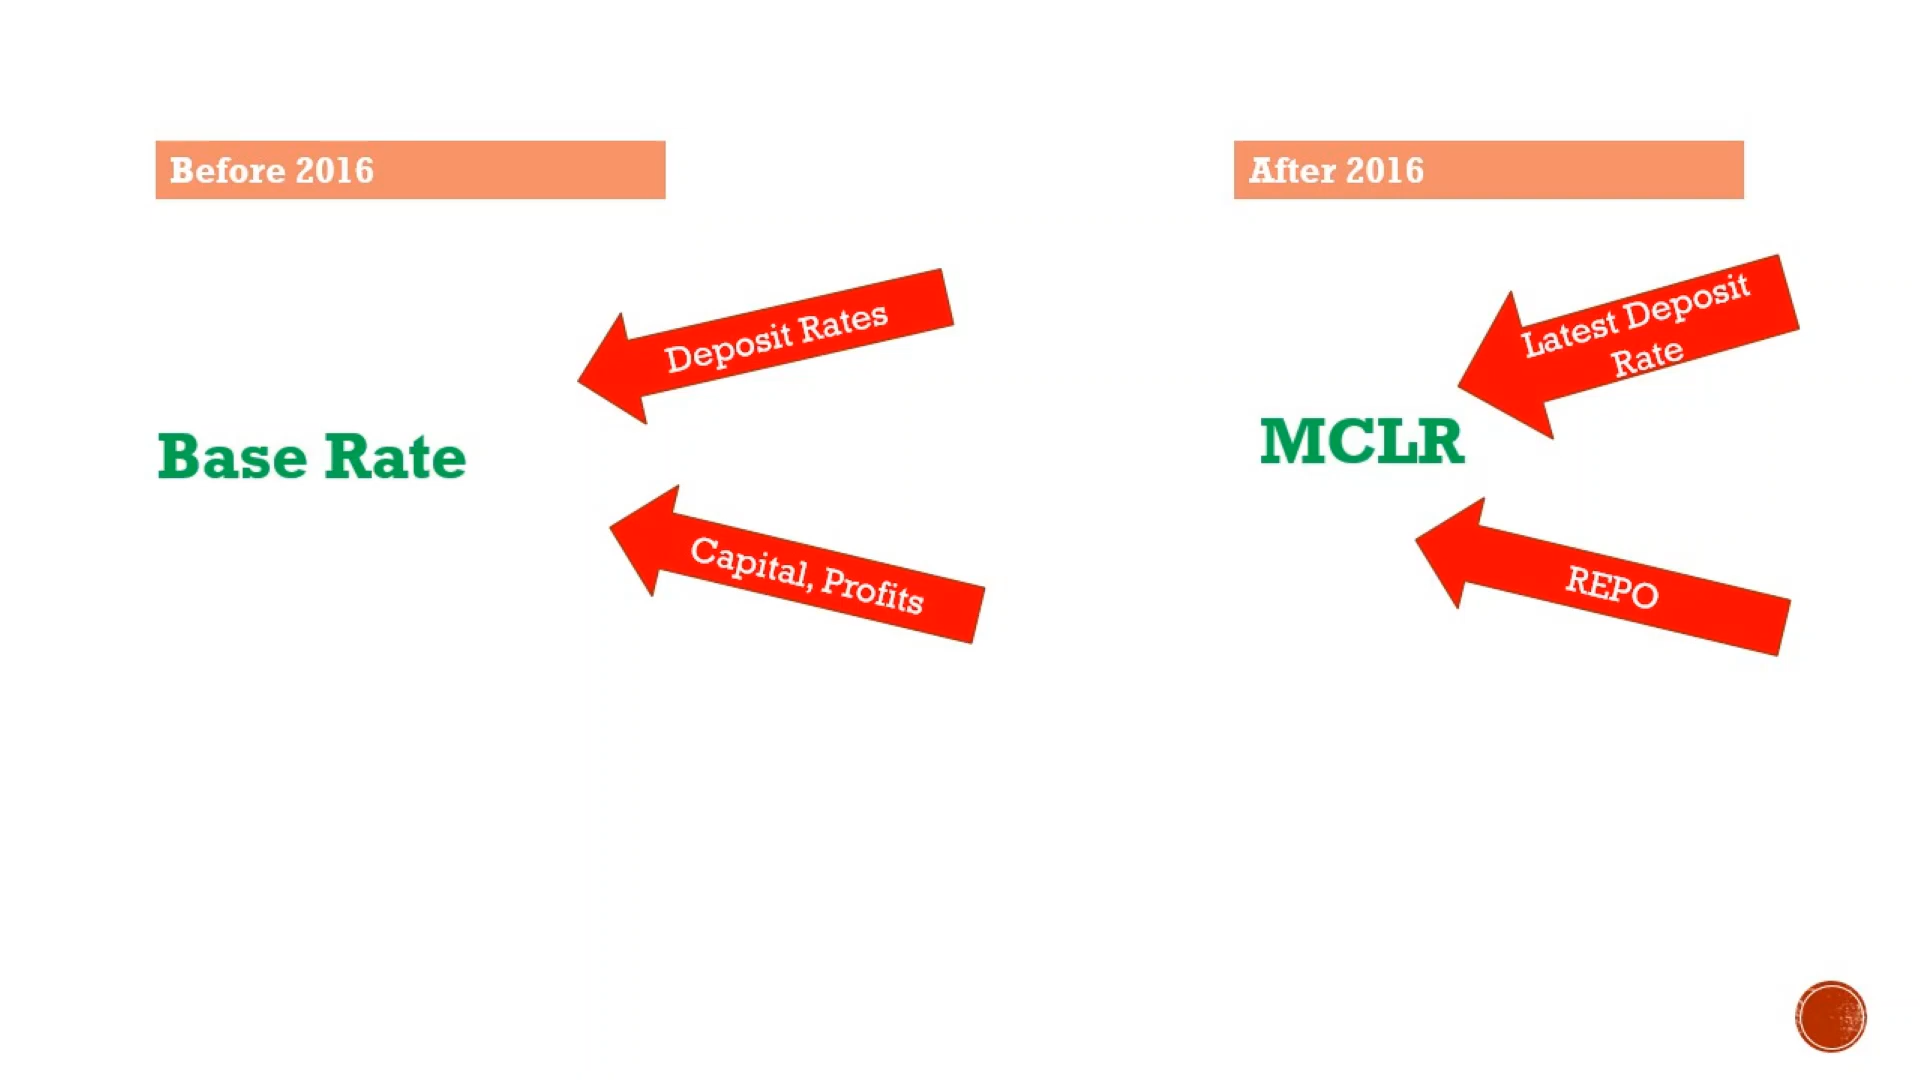 Before 2016
Deposit Rates
Base Rate
Capital, Profits
After 2016
Latest Deposit
Rate
MCLR
REPO